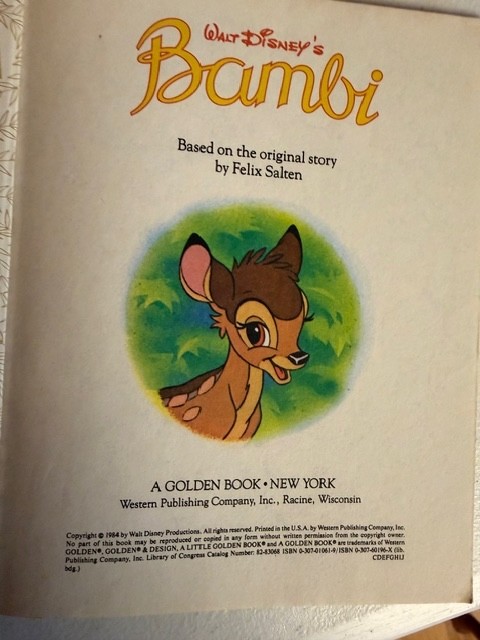 WALT DISNEY'S
Bambi
Based on the original story
by Felix Salten
A GOLDEN BOOK • NEW YORK
Western Publishing Company, Inc., Racine, Wisconsin
Copyright © 1984 by Walt Disney Productions. All rights reserved. Printed in the U.S.A. by Western Publishing Company, Inc.
No part of this book may be reproduced or copied in any form without written permission from the copyright owner.
GOLDEN®, GOLDEN® & DESIGN, A LITTLE GOLDEN BOOK® and A GOLDEN BOOK® are trademarks of Western
Publishing Company, Inc. Library of Congress Catalog Number: 82-83068 ISBN 0-307-01061-9/ISBN 0-307-60196-X (lib.
bdg.) CDEFGHIJ